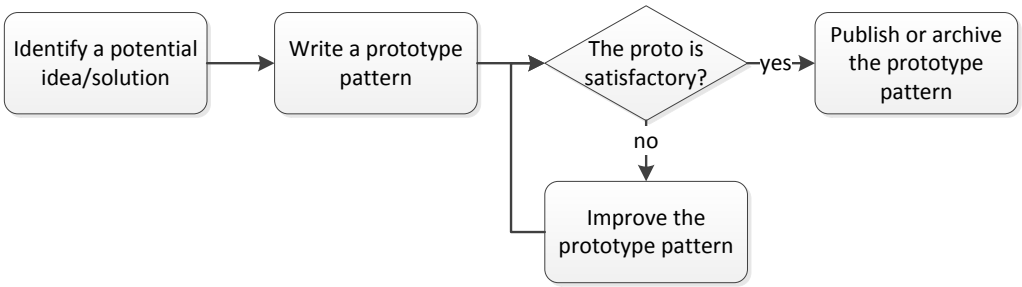 Identify a potential
idea/solution
Write a prototype
pattern
The proto is
satisfactory?
yes
Publish or archive
the prototype
pattern
no
Improve the
prototype pattern